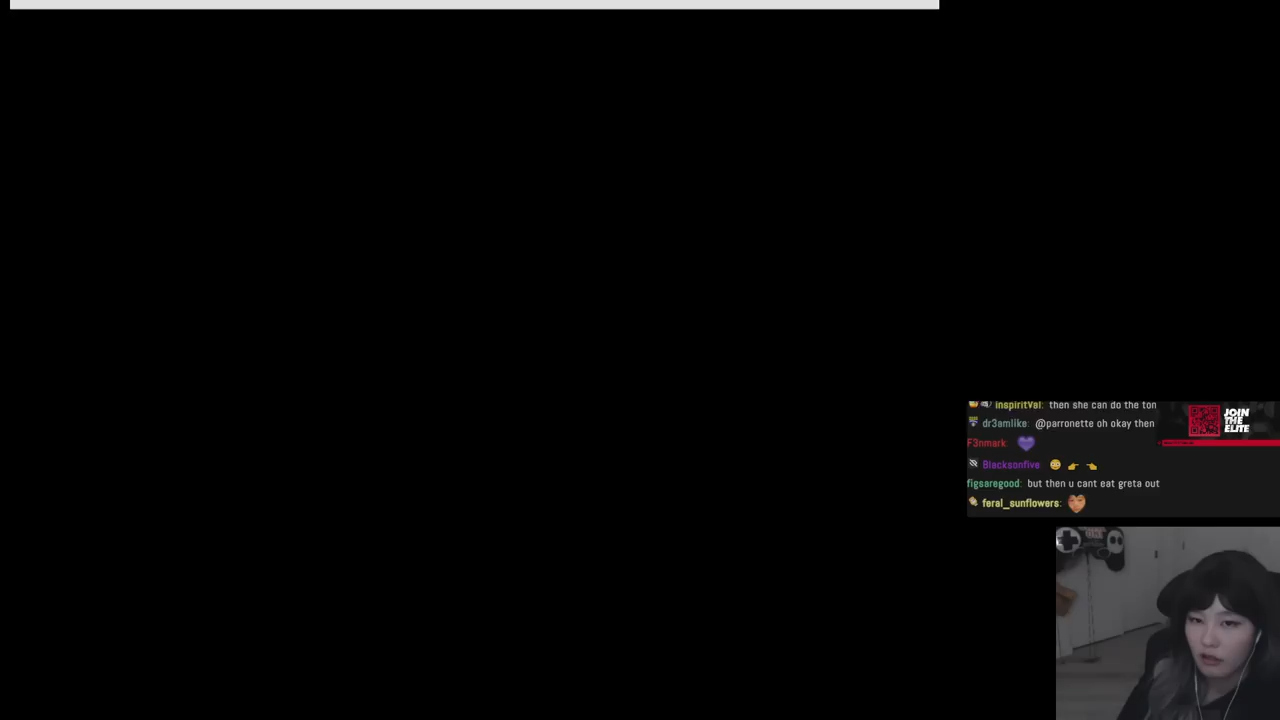 inspiritVal: then she can do the ton
dr3amlike: @parronette oh okay then
F3nmark
Blacksonfive
figsaregood: but then u cant eat greta out
feral_sunflowers:
JOIN
THE
ELITE